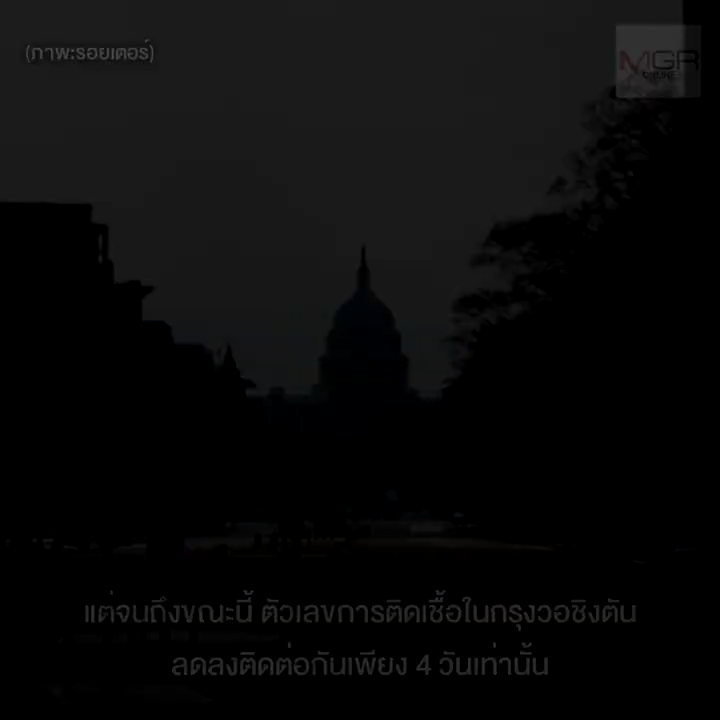 (ภาพ:รอยเตอร์)
MGR
ONLINE
แต่จนถึงขณะนี้ ตัวเลขการติดเชื้อในกรุงวอชิงตัน
ลดลงติดต่อกันเพียง 4 วันเท่านั้น